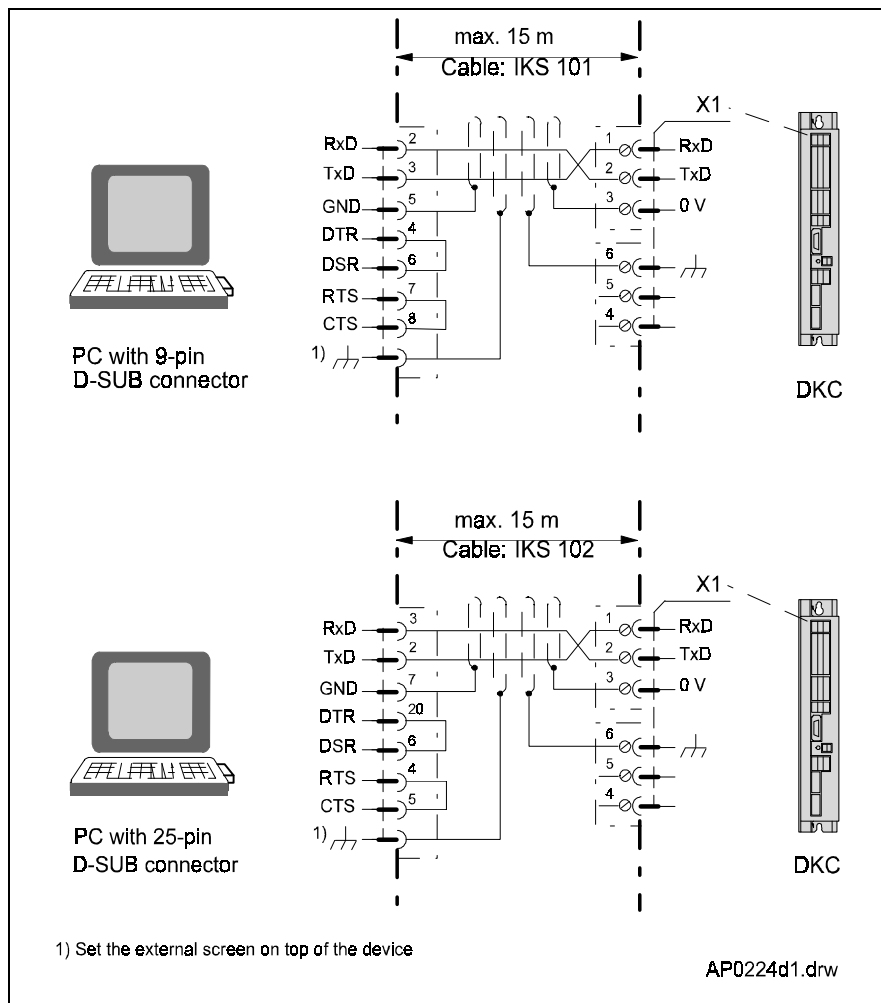 max. 15 m
Cable: IKS 101
X1
RxD 2 1 RxD
TxD 3 2 TxD
GND 5 3 0 V
DTR 4
DSR 6 6
RTS 7 5
CTS 8 4
1)
PC with 9-pin
D-SUB connector
DKC
max. 15 m
Cable: IKS 102
X1
RxD 3 1 RxD
TxD 2 2 TxD
GND 7 3 0 V
DTR 20
DSR 6 6
RTS 4 5
CTS 5 4
1)
PC with 25-pin
D-SUB connector
DKC
1) Set the external screen on top of the device
AP0224d1.drw